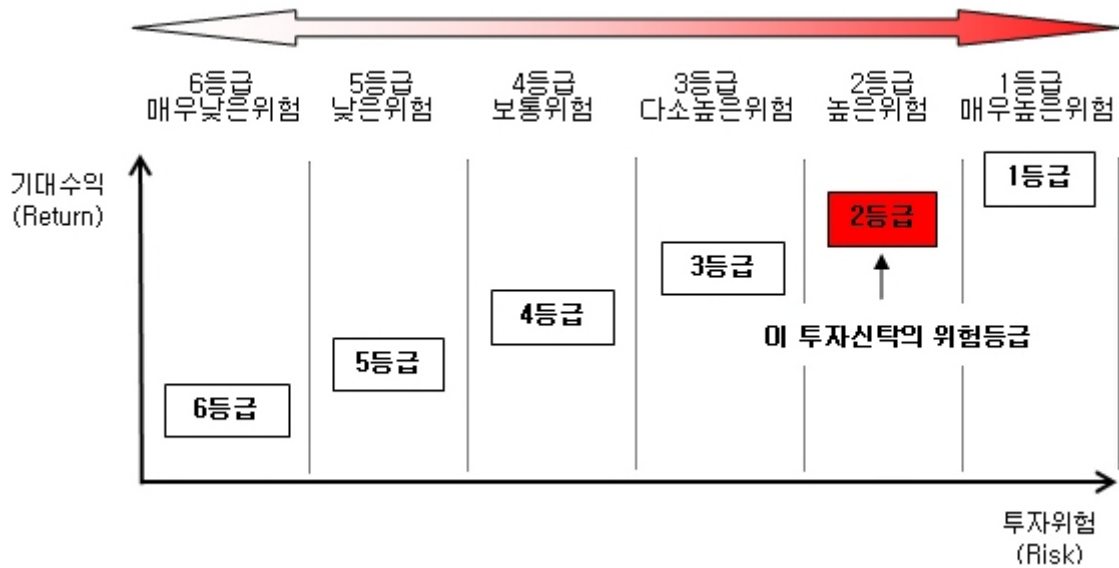 6등급
매우낮은위험
5등급
낮은위험
4등급
보통위험
3등급
다소높은위험
2등급
높은위험
1등급
매우높은위험
기대수익
(Return)
1등급
2등급
3등급
4등급
이 투자신탁의 위험등급
5등급
6등급
투자위험
(Risk)